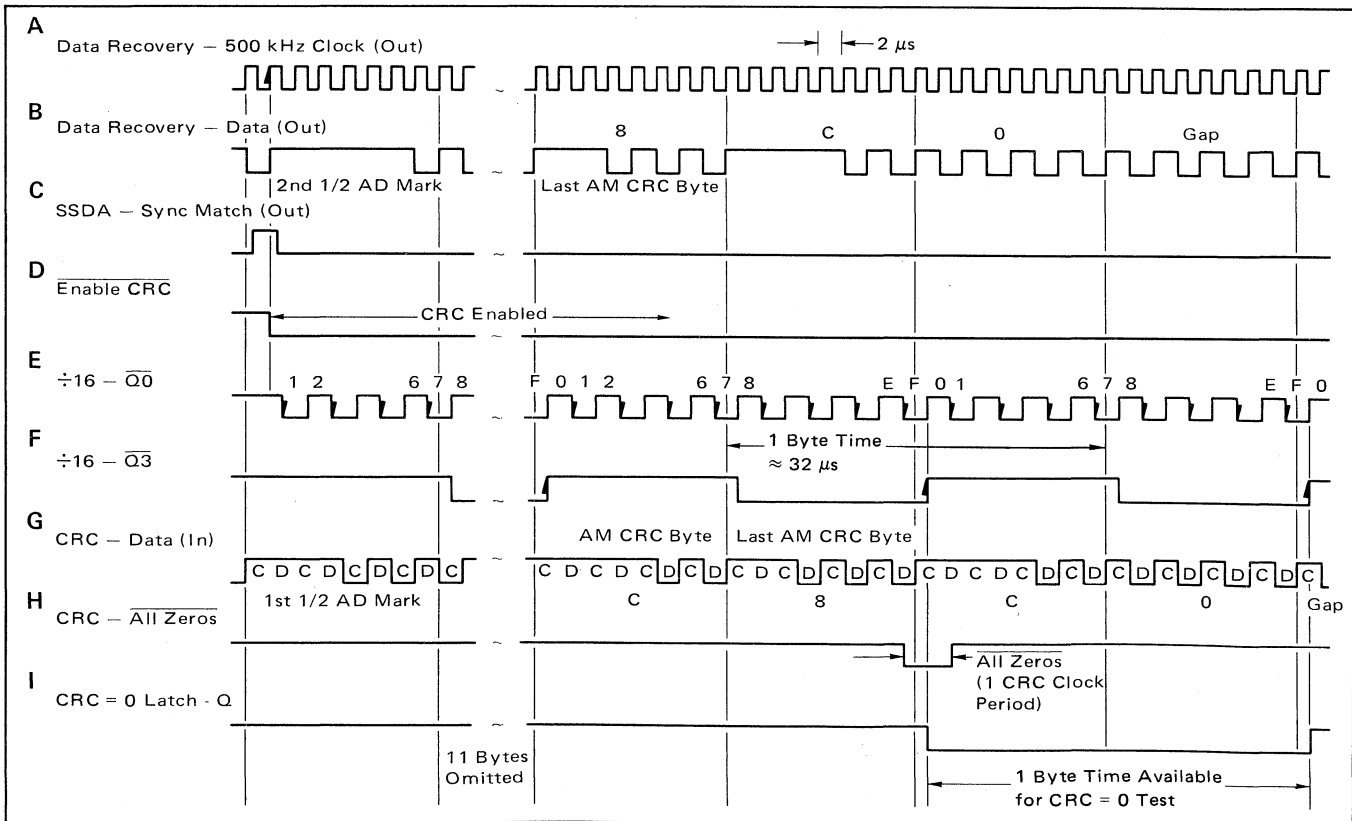 A
Data Recovery – 500 kHz Clock (Out)
2 μs
~
B
Data Recovery – Data (Out)
8 C 0 Gap
~
2nd 1/2 AD Mark Last AM CRC Byte
C
SSDA – Sync Match (Out)
~
D
Enable CRC
CRC Enabled
~
E
÷16 – Q0
1 2 6 7 8 F 0 1 2 6 7 8 E F 0 1 6 7 8 E F 0
~
F
÷16 – Q3
1 Byte Time
≈ 32 μs
~
G
CRC – Data (In)
AM CRC Byte Last AM CRC Byte
C D C D C D C D C ~ C D C D C D C D C D C D C D C D C D C D C D C D C D C D C D C D C
1st 1/2 AD Mark C 8 C 0 Gap
H
CRC – All Zeros
~
All Zeros
(1 CRC Clock
Period)
I
CRC = 0 Latch - Q
~
11 Bytes
Omitted
1 Byte Time Available
for CRC = 0 Test